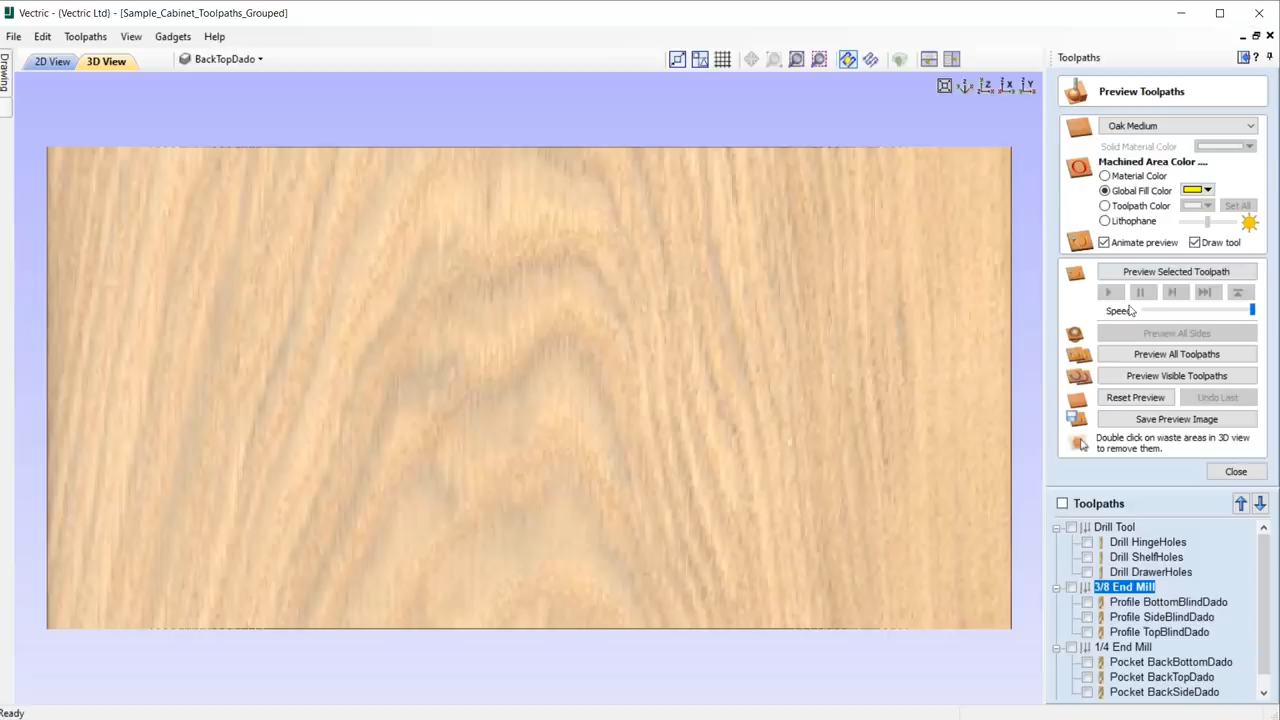 Vectric - {Vectric Ltd} - [Sample_Cabinet_Toolpaths_Grouped]
File Edit Toolpaths View Gadgets Help
Drawing
2D View 3D View BackTopDado
Z X Y
Toolpaths ?
Preview Toolpaths
Oak Medium
Solid Material Color
Machined Area Color ....
Material Color
Global Fill Color
Toolpath Color Set All
Lithophane
Animate preview Draw tool
Preview Selected Toolpath
Speed
Preview All Sides
Preview All Toolpaths
Preview Visible Toolpaths
Reset Preview Undo Last
Save Preview Image
Double click on waste areas in 3D view
to remove them.
Close
Toolpaths
Drill Tool
Drill HingeHoles
Drill ShelfHoles
Drill DrawerHoles
3/8 End Mill
Profile BottomBlindDado
Profile SideBlindDado
Profile TopBlindDado
1/4 End Mill
Pocket BackBottomDado
Pocket BackTopDado
Pocket BackSideDado
Ready